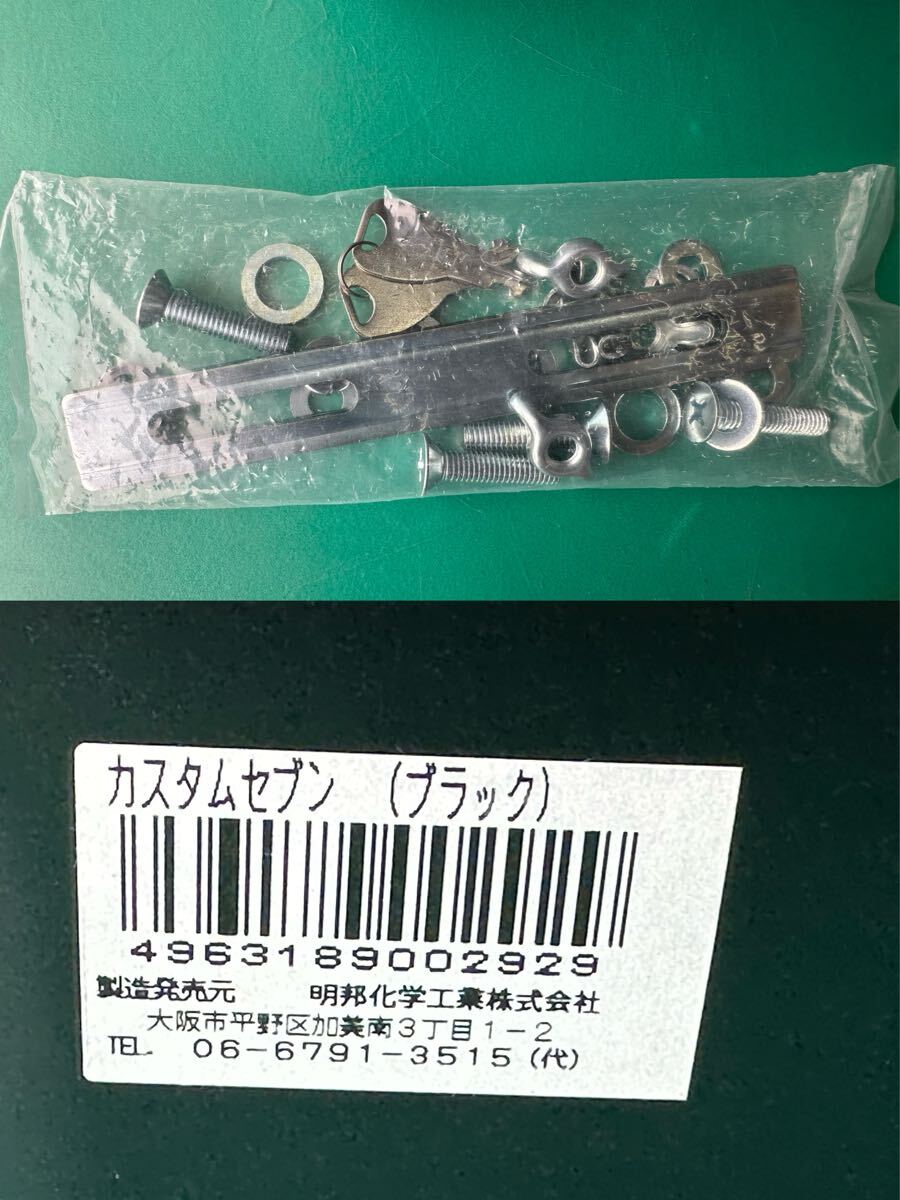 カスタムセブン （ブラック）
4963189002929
製造発売元 明邦化学工業株式会社
大阪市平野区加美南3丁目1-2
TEL. 06-6791-3515（代）